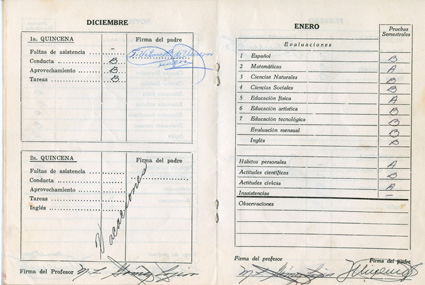 DICIEMBRE
1a. QUINCENA
Firma del padre
Faltas de asistencia -
Conducta B
Aprovechamiento B
Tareas B
2a. QUINCENA
Firma del padre
Faltas de asistencia
Conducta
Aprovechamiento
Tareas
Inglés
Vacaciones
Firma del Profesor
ENERO
Evaluaciones
Pruebas
Semestrales
1 Español B
2 Matemáticas A
3 Ciencias Naturales B
4 Ciencias Sociales B
5 Educación física A
6 Educación artística B
7 Educación tecnológica B
Evaluación mensual B
Inglés B
Hábitos personales A
Actitudes científicas B
Actitudes cívicas A
Inasistencias —
Observaciones
Firma del profesor
Firma del padre